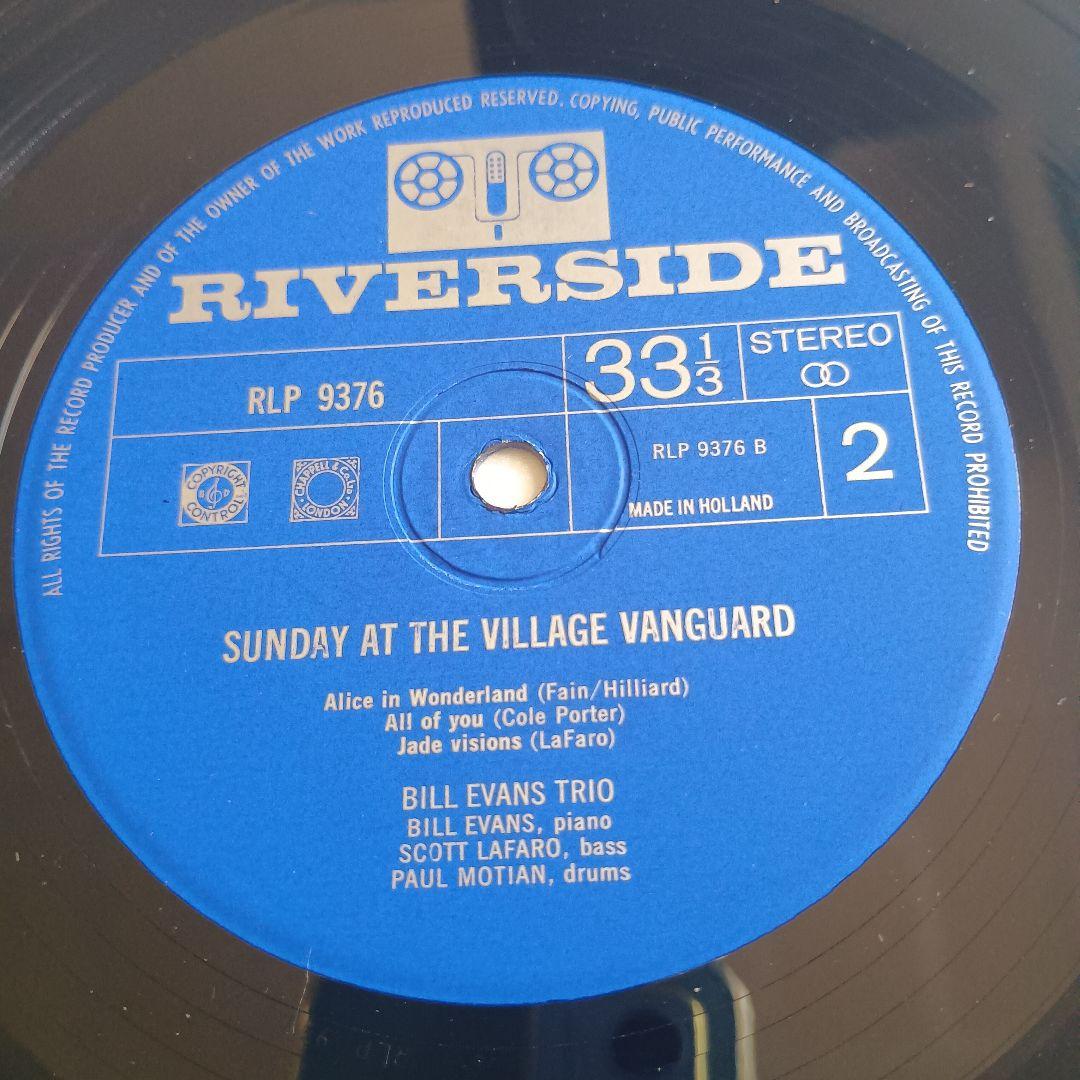 ALL RIGHTS OF THE RECORD PRODUCER AND OF THE OWNER OF THE WORK REPRODUCED RESERVED. COPYING, PUBLIC PERFORMANCE AND BROADCASTING OF THIS RECORD PROHIBITED
RIVERSIDE
RLP 9376
33 1/3
STEREO
COPYRIGHT
B D
CONTROL
CHAPPELL & Co. Ltd.
LONDON
RLP 9376 B
MADE IN HOLLAND
2
SUNDAY AT THE VILLAGE VANGUARD
Alice in Wonderland (Fain/Hilliard)
All of you (Cole Porter)
Jade visions (LaFaro)
BILL EVANS TRIO
BILL EVANS, piano
SCOTT LAFARO, bass
PAUL MOTIAN, drums